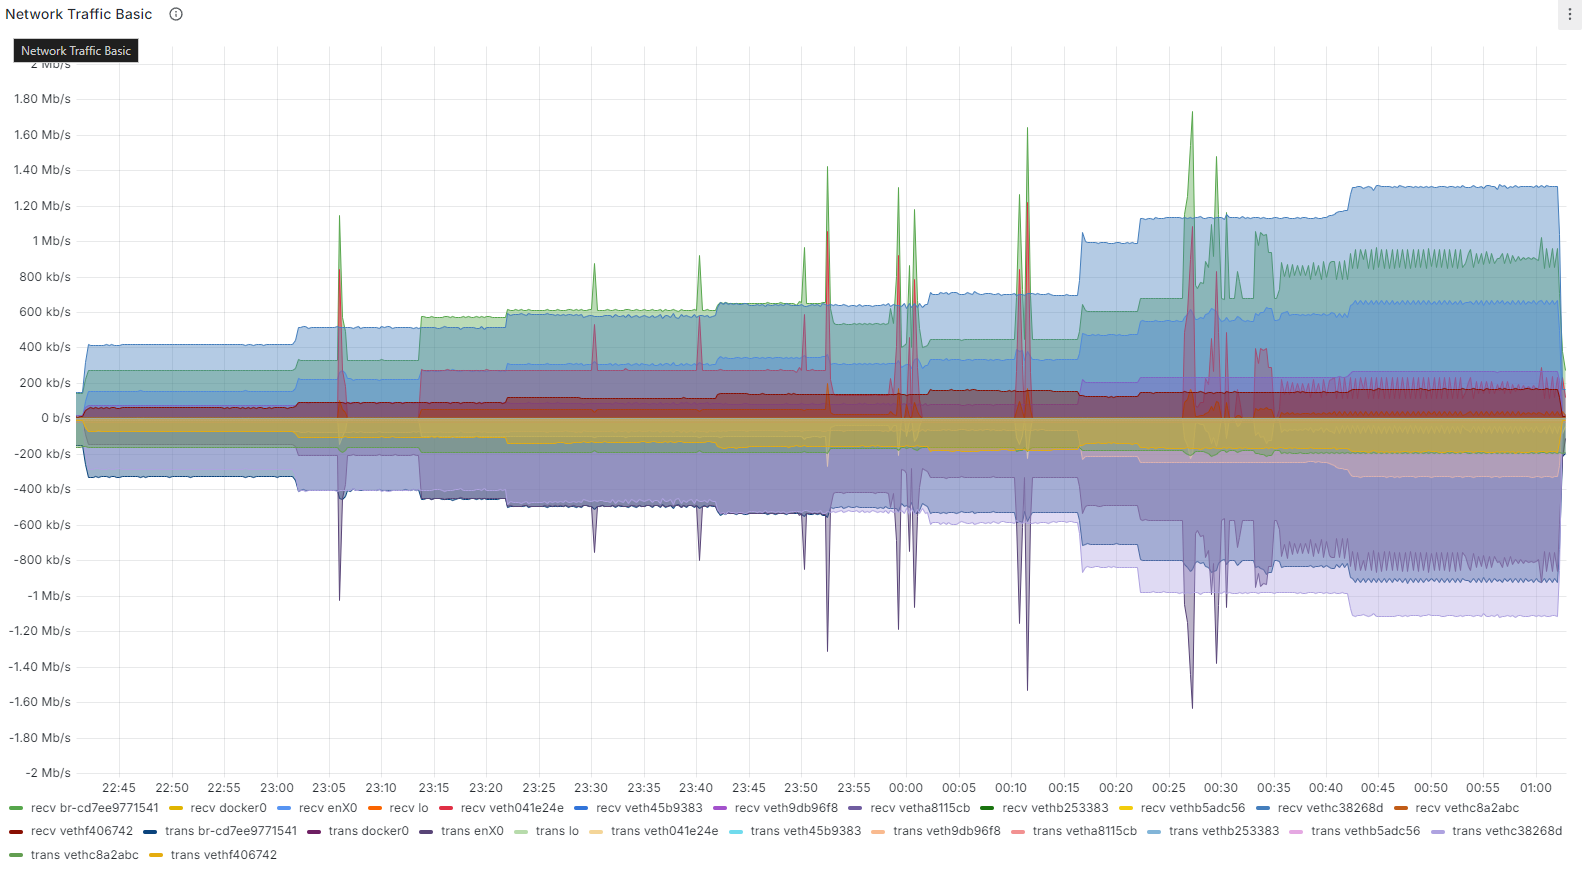 Network Traffic Basic
Network Traffic Basic
2 Mb/s
1.80 Mb/s
1.60 Mb/s
1.40 Mb/s
1.20 Mb/s
1 Mb/s
800 kb/s
600 kb/s
400 kb/s
200 kb/s
0 b/s
-200 kb/s
-400 kb/s
-600 kb/s
-800 kb/s
-1 Mb/s
-1.20 Mb/s
-1.40 Mb/s
-1.60 Mb/s
-1.80 Mb/s
-2 Mb/s
22:45 22:50 22:55 23:00 23:05 23:10 23:15 23:20 23:25 23:30 23:35 23:40 23:45 23:50 23:55 00:00 00:05 00:10 00:15 00:20 00:25 00:30 00:35 00:40 00:45 00:50 00:55 01:00
recv br-cd7ee9771541 recv docker0 recv enX0 recv lo recv veth041e24e recv veth45b9383 recv veth9db96f8 recv vetha8115cb recv vethb253383 recv vethb5adc56 recv vethc38268d recv vethc8a2abc
recv vethf406742 trans br-cd7ee9771541 trans docker0 trans enX0 trans lo trans veth041e24e trans veth45b9383 trans veth9db96f8 trans vetha8115cb trans vethb253383 trans vethb5adc56 trans vethc38268d
trans vethc8a2abc trans vethf406742